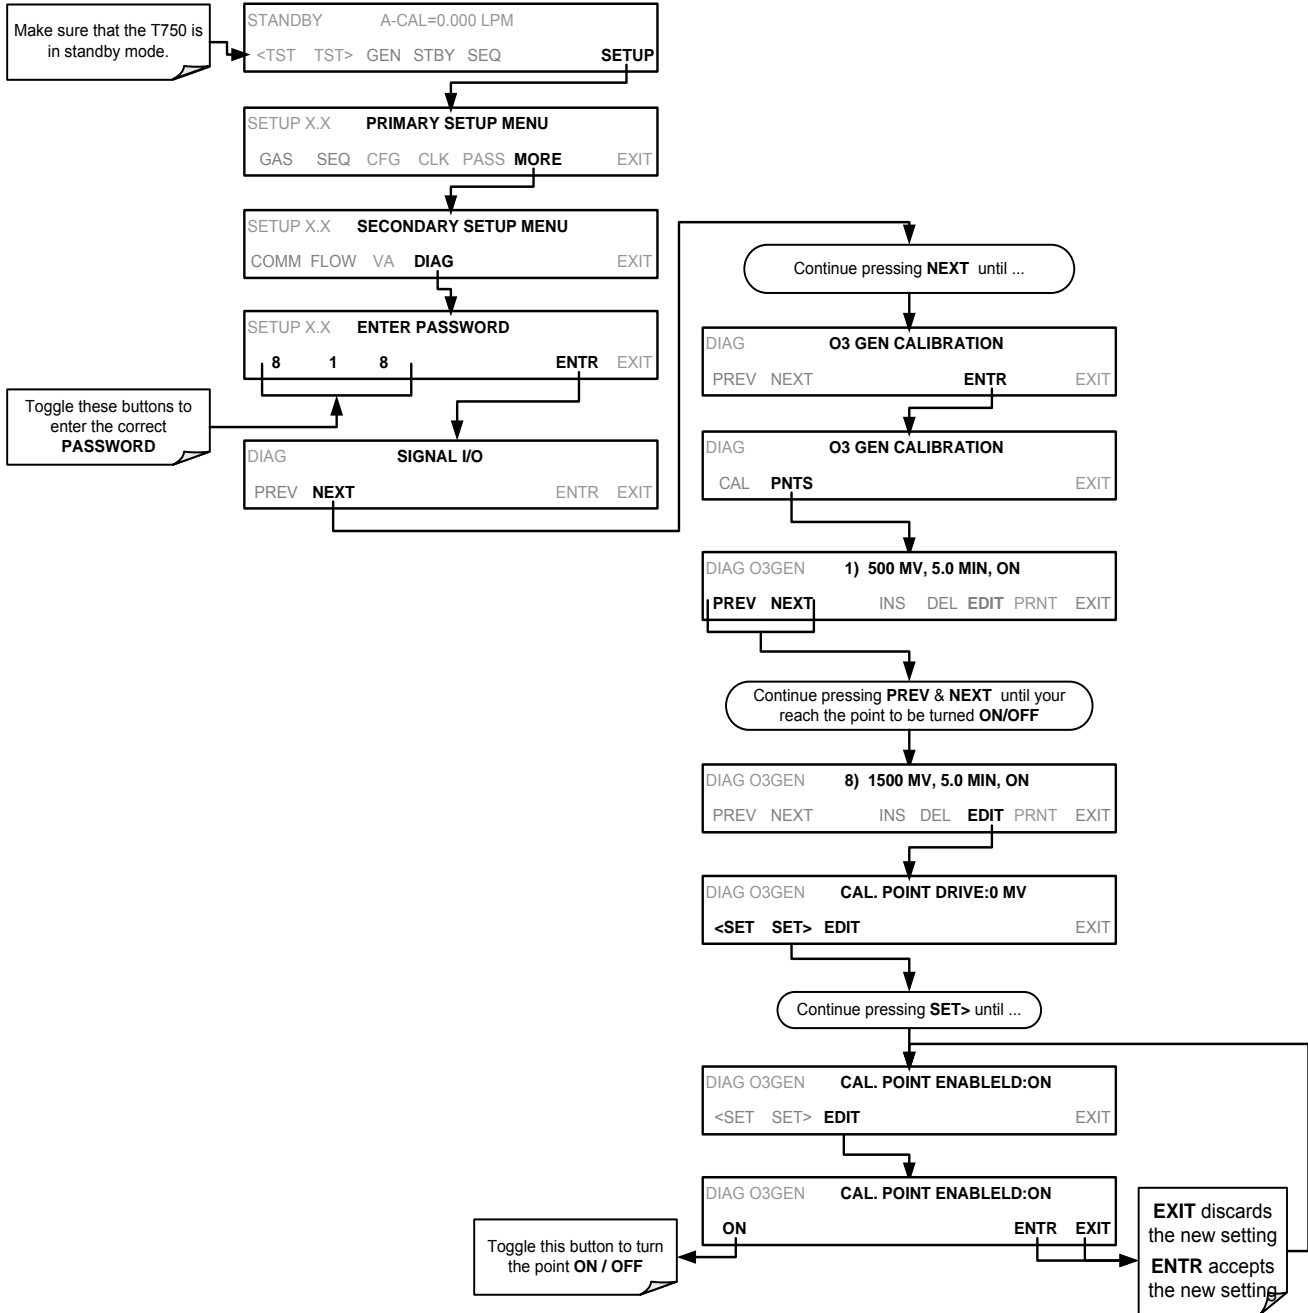 Make sure that the T750 is
in standby mode.
STANDBY A-CAL=0.000 LPM
<TST TST> GEN STBY SEQ SETUP
SETUP X.X PRIMARY SETUP MENU
GAS SEQ CFG CLK PASS MORE EXIT
SETUP X.X SECONDARY SETUP MENU
COMM FLOW VA DIAG EXIT
SETUP X.X ENTER PASSWORD
8 1 8 ENTR EXIT
Toggle these buttons to
enter the correct
PASSWORD
DIAG SIGNAL I/O
PREV NEXT ENTR EXIT
Continue pressing NEXT until ...
DIAG O3 GEN CALIBRATION
PREV NEXT ENTR EXIT
DIAG O3 GEN CALIBRATION
CAL PNTS EXIT
DIAG O3GEN 1) 500 MV, 5.0 MIN, ON
PREV NEXT INS DEL EDIT PRNT EXIT
Continue pressing PREV & NEXT until your
reach the point to be turned ON/OFF
DIAG O3GEN 8) 1500 MV, 5.0 MIN, ON
PREV NEXT INS DEL EDIT PRNT EXIT
DIAG O3GEN CAL. POINT DRIVE:0 MV
<SET SET> EDIT EXIT
Continue pressing SET> until ...
DIAG O3GEN CAL. POINT ENABLELD:ON
<SET SET> EDIT EXIT
DIAG O3GEN CAL. POINT ENABLELD:ON
ON ENTR EXIT
Toggle this button to turn
the point ON / OFF
EXIT discards
the new setting
ENTR accepts
the new setting